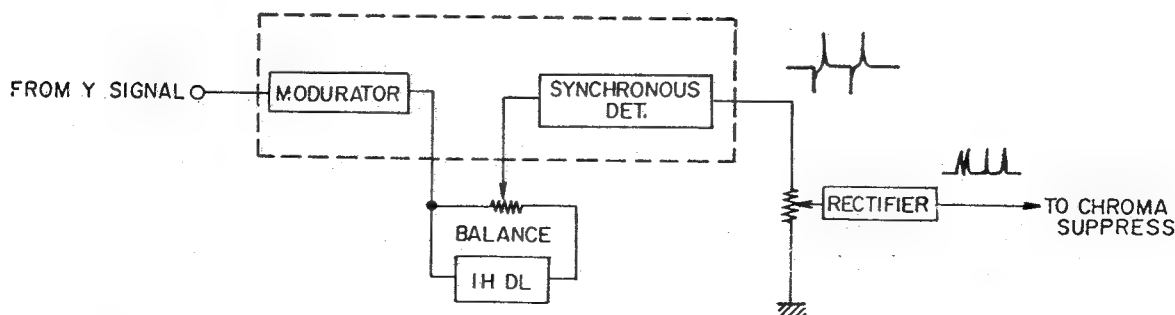 FROM Y SIGNAL
MODURATOR
SYNCHRONOUS
DET.
BALANCE
1H DL
RECTIFIER
TO CHROMA
SUPPRESS